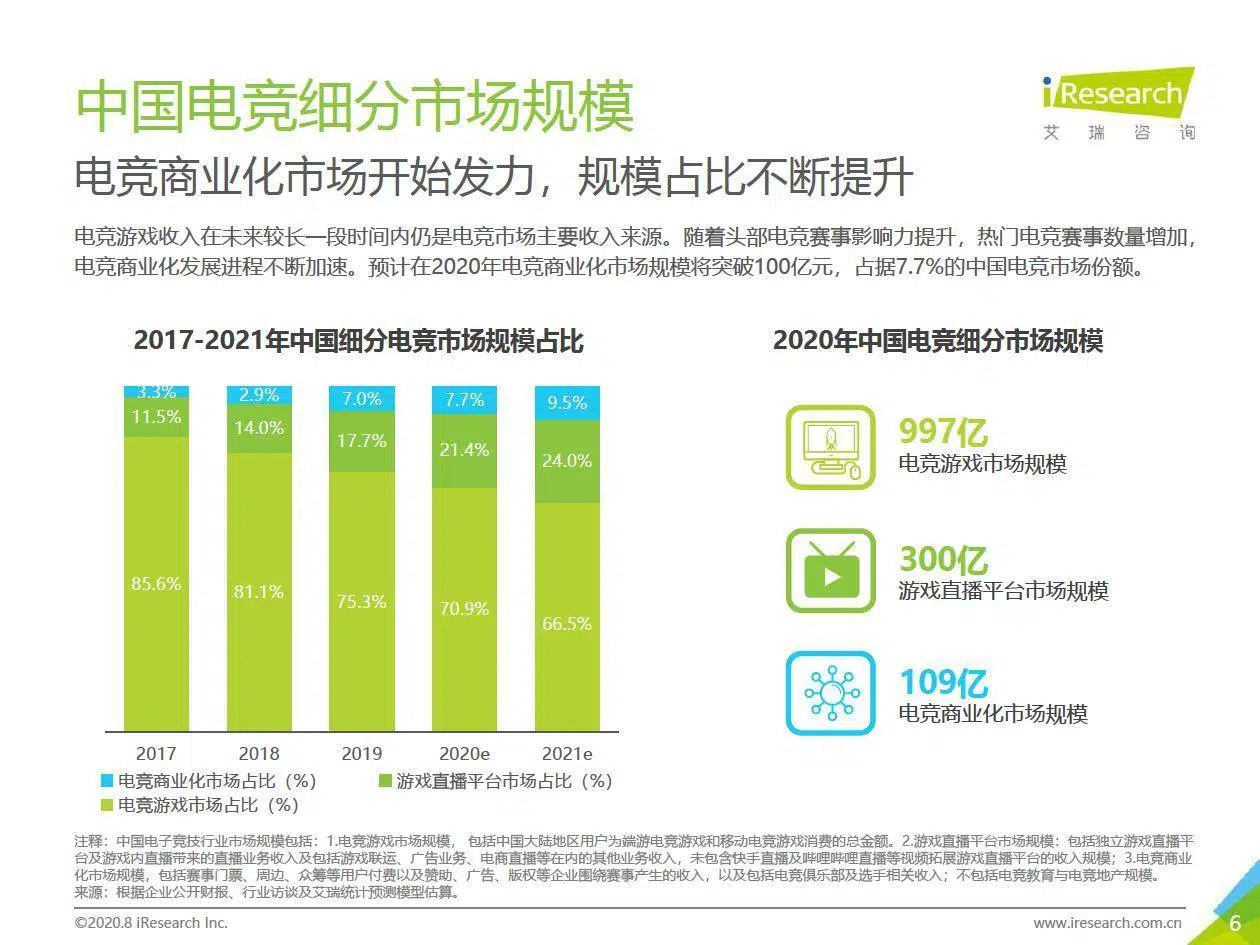 中国电竞细分市场规模
iResearch
艾瑞咨询
电竞商业化市场开始发力，规模占比不断提升
电竞游戏收入在未来较长一段时间内仍是电竞市场主要收入来源。随着头部电竞赛事影响力提升，热门电竞赛事数量增加，
电竞商业化发展进程不断加速。预计在2020年电竞商业化市场规模将突破100亿元，占据7.7%的中国电竞市场份额。
2017-2021年中国细分电竞市场规模占比
3.3%
2.9%
7.0%
7.7%
9.5%
11.5%
14.0%
17.7%
21.4%
24.0%
85.6%
81.1%
75.3%
70.9%
66.5%
2017
2018
2019
2020e
2021e
电竞商业化市场占比（%）
游戏直播平台市场占比（%）
电竞游戏市场占比（%）
2020年中国电竞细分市场规模
997亿
电竞游戏市场规模
300亿
游戏直播平台市场规模
109亿
电竞商业化市场规模
注释：中国电子竞技行业市场规模包括：1.电竞游戏市场规模， 包括中国大陆地区用户为端游电竞游戏和移动电竞游戏消费的总金额。2.游戏直播平台市场规模：包括独立游戏直播平
台及游戏内直播带来的直播业务收入及包括游戏联运、广告业务、电商直播等在内的其他业务收入，未包含快手直播及哔哩哔哩直播等视频拓展游戏直播平台的收入规模；3.电竞商业
化市场规模，包括赛事门票、周边、众筹等用户付费以及赞助、广告、版权等企业围绕赛事产生的收入，以及包括电竞俱乐部及选手相关收入；不包括电竞教育与电竞地产规模。
来源：根据企业公开财报、行业访谈及艾瑞统计预测模型估算。
©2020.8 iResearch Inc.
www.iresearch.com.cn
6